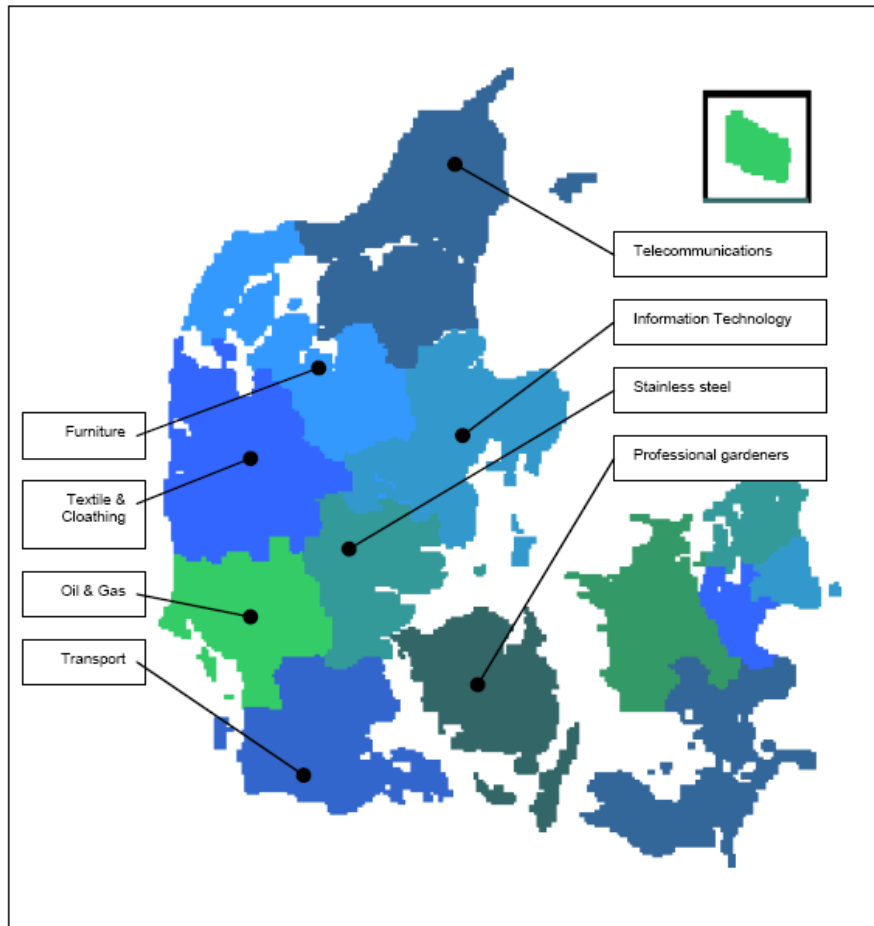 Telecommunications
Information Technology
Stainless steel
Professional gardeners
Furniture
Textile &
Cloathing
Oil & Gas
Transport